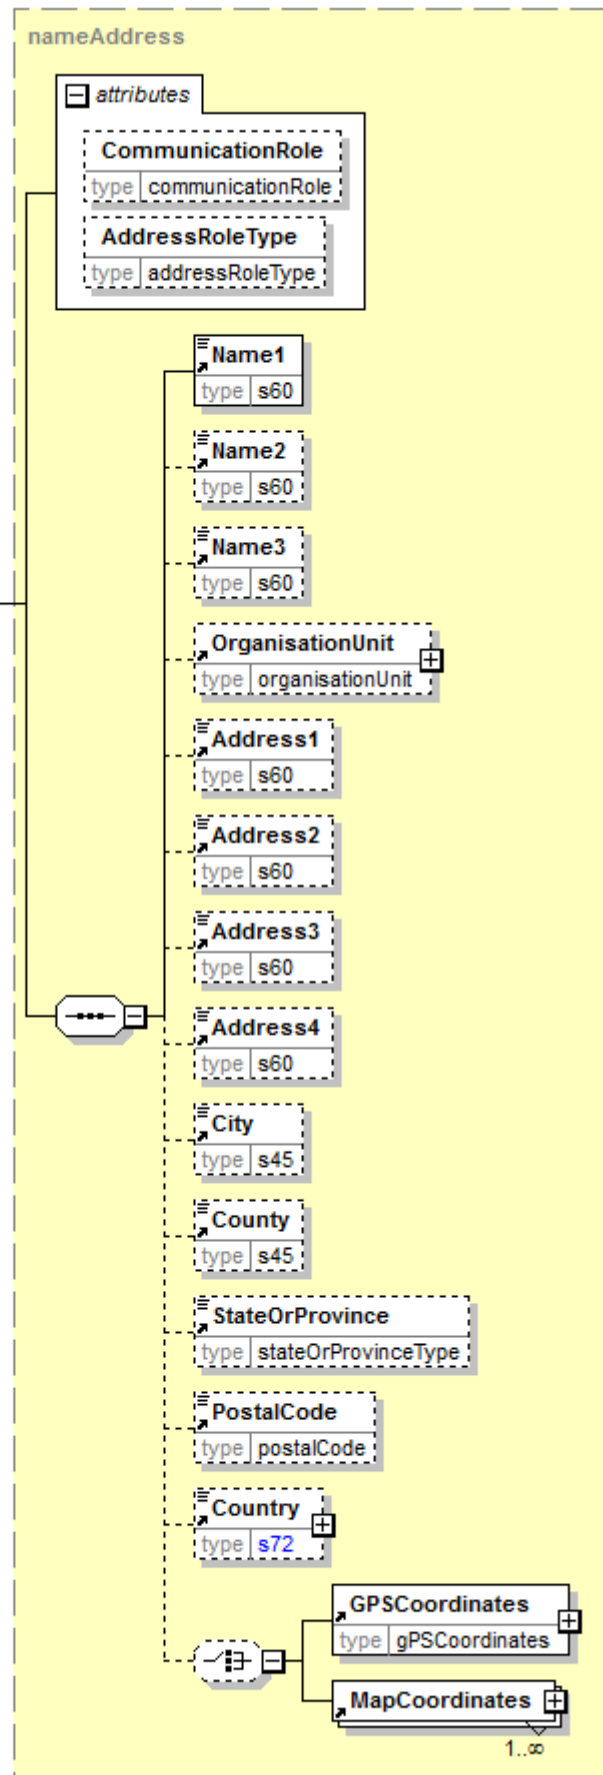 nameAddress
attributes
CommunicationRole
type communicationRole
AddressRoleType
type addressRoleType
Name1
type s60
Name2
type s60
Name3
type s60
OrganisationUnit
type organisationUnit
Address1
type s60
Address2
type s60
Address3
type s60
Address4
type s60
City
type s45
County
type s45
StateOrProvince
type stateOrProvinceType
PostalCode
type postalCode
Country
type s72
GPSCoordinates
type gPSCoordinates
MapCoordinates
1..∞